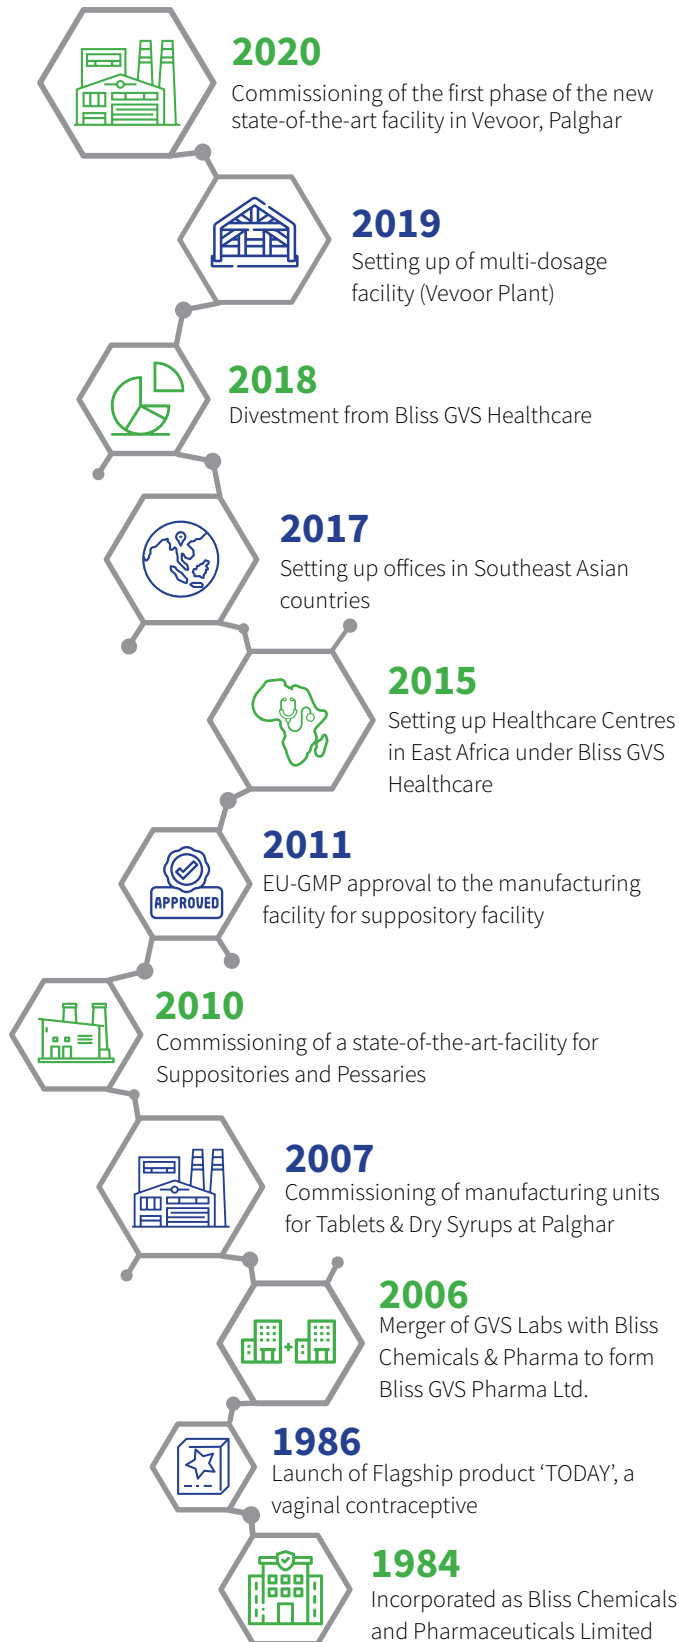 2020
Commissioning of the first phase of the new
state-of-the-art facility in Vevoor, Palghar
2019
Setting up of multi-dosage
facility (Vevoor Plant)
2018
Divestment from Bliss GVS Healthcare
2017
Setting up offices in Southeast Asian
countries
2015
Setting up Healthcare Centres
in East Africa under Bliss GVS
Healthcare
APPROVED
2011
EU-GMP approval to the manufacturing
facility for suppository facility
2010
Commissioning of a state-of-the-art-facility for
Suppositories and Pessaries
2007
Commissioning of manufacturing units
for Tablets & Dry Syrups at Palghar
2006
Merger of GVS Labs with Bliss
Chemicals & Pharma to form
Bliss GVS Pharma Ltd.
1986
Launch of Flagship product ‘TODAY’, a
vaginal contraceptive
1984
Incorporated as Bliss Chemicals
and Pharmaceuticals Limited